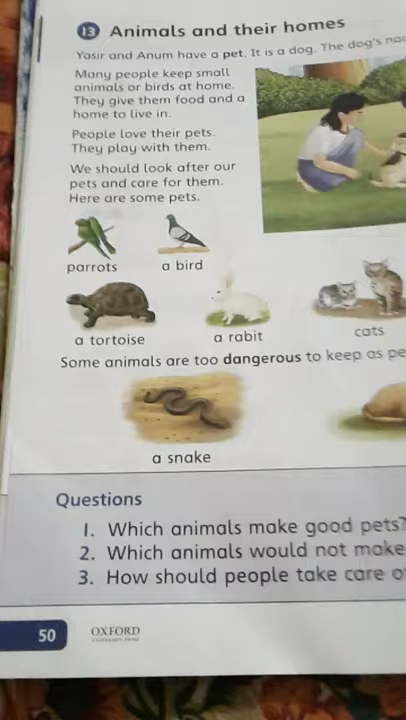 13 Animals and their homes
Yasir and Anum have a pet. It is a dog. The dog's
Many people keep small
animals or birds at home.
They give them food and a
home to live in.
People love their pets.
They play with them.
We should look after our
pets and care for them.
Here are some pets.
parrots
a bird
a tortoise
a rabit
cats
Some animals are too dangerous to keep as
a snake
Questions
1. Which animals make good pets?
2. Which animals would not make
3. How should people take care
50
OXFORD